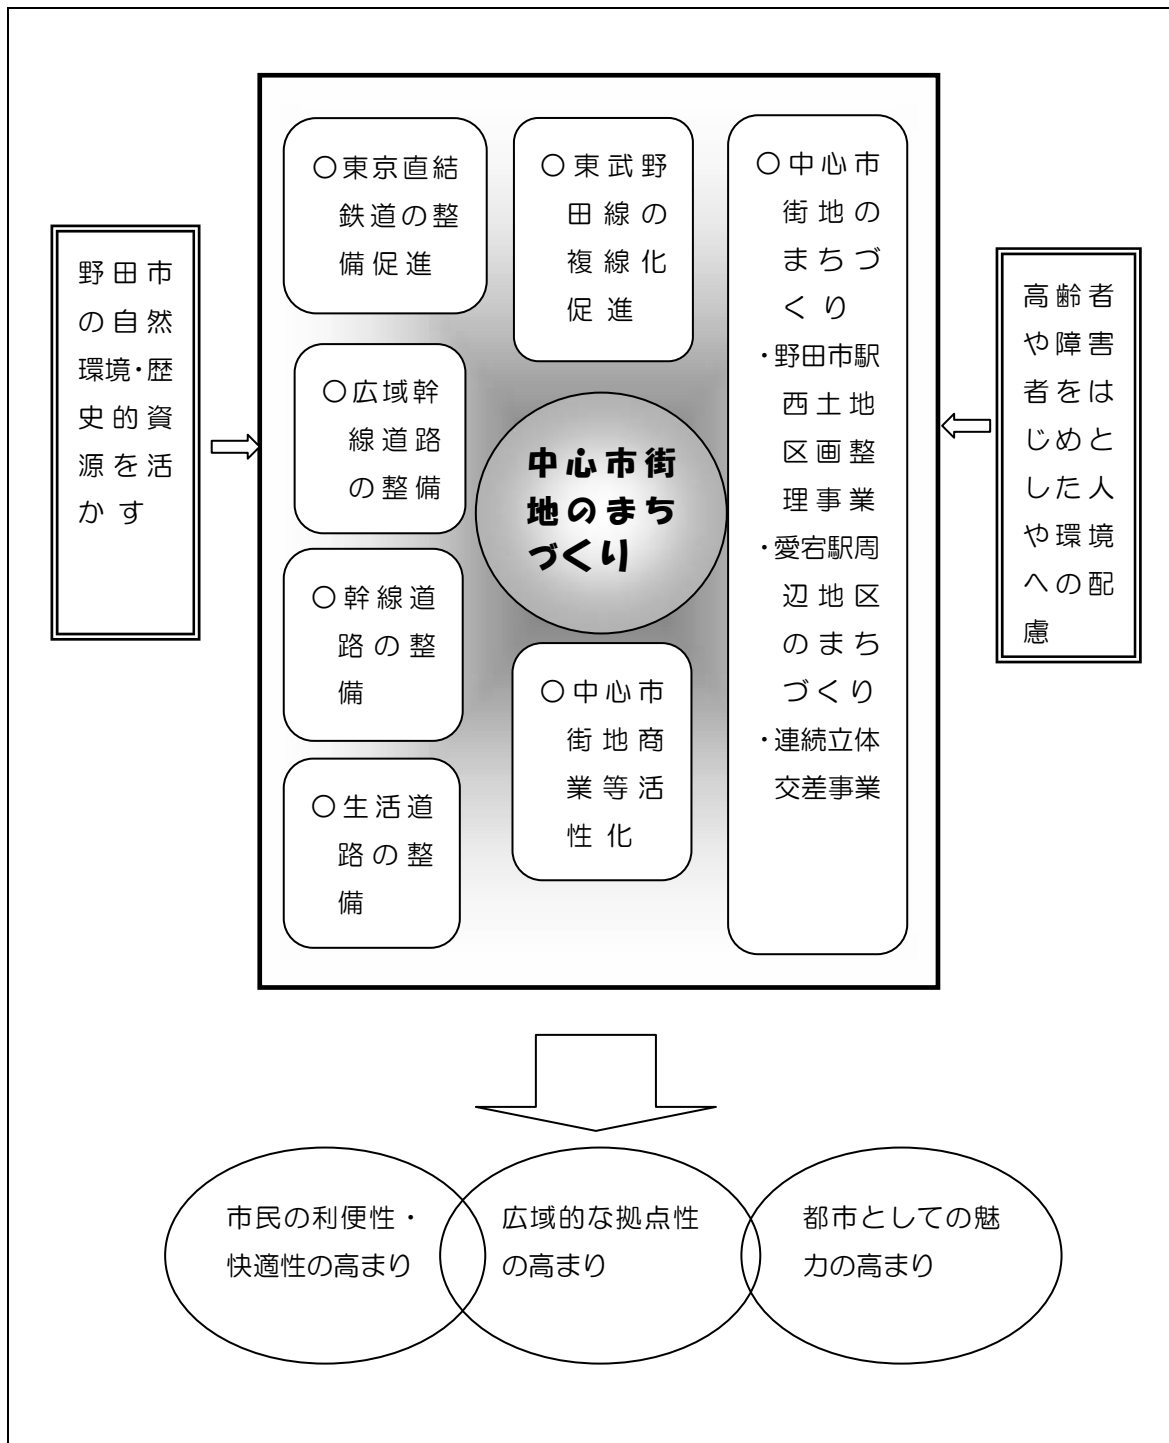 〇東京直結
鉄道の整
備促進
〇東武野
田線の
複線化
促進
〇中心市
街地の
まちづ
くり
・野田市駅
西土地
区画整
理事業
・愛宕駅周
辺地区
のまち
づくり
・連続立体
交差事業
野田市
の自然
環境・歴
史的資
源を活
かす
高齢者
や障害
者をは
じめと
した人
や環境
への配
慮
〇広域幹
線道路
の整備
中心市街
地のまち
づくり
〇幹線道
路の整
備
〇中心市
街地商
業等活
性化
〇生活道
路の整
備
市民の利便性・
快適性の高まり
広域的な拠点性
の高まり
都市としての魅
力の高まり